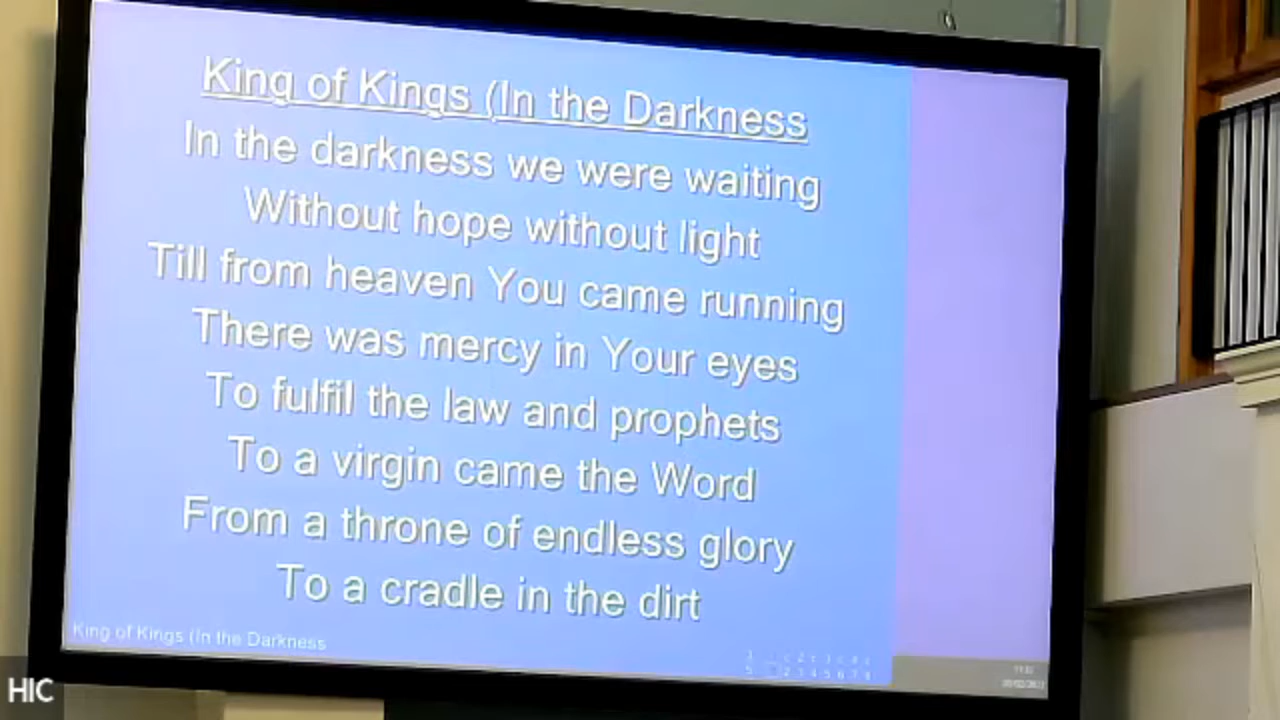 King of Kings (In the Darkness
In the darkness we were waiting
Without hope without light
Till from heaven You came running
There was mercy in Your eyes
To fulfil the law and prophets
To a virgin came the Word
From a throne of endless glory
To a cradle in the dirt
King of Kings (In the Darkness
HIC